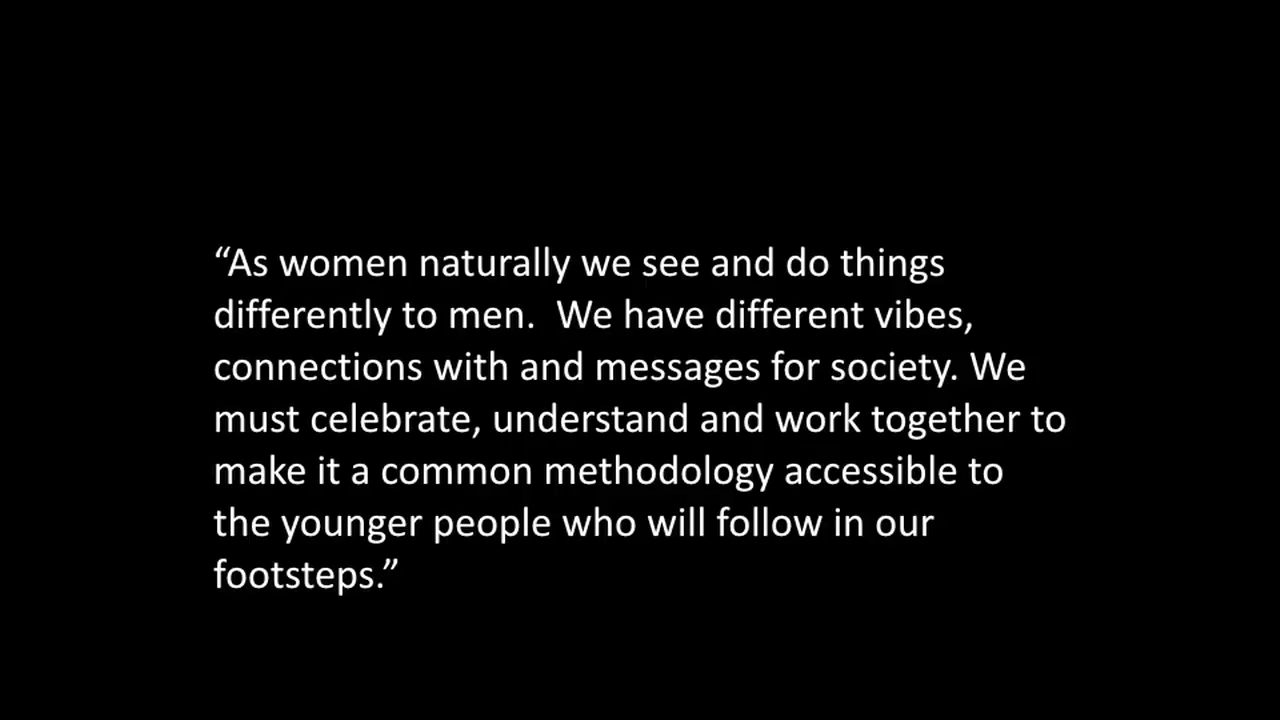 “As women naturally we see and do things
differently to men.  We have different vibes,
connections with and messages for society. We
must celebrate, understand and work together to
make it a common methodology accessible to
the younger people who will follow in our
footsteps.”